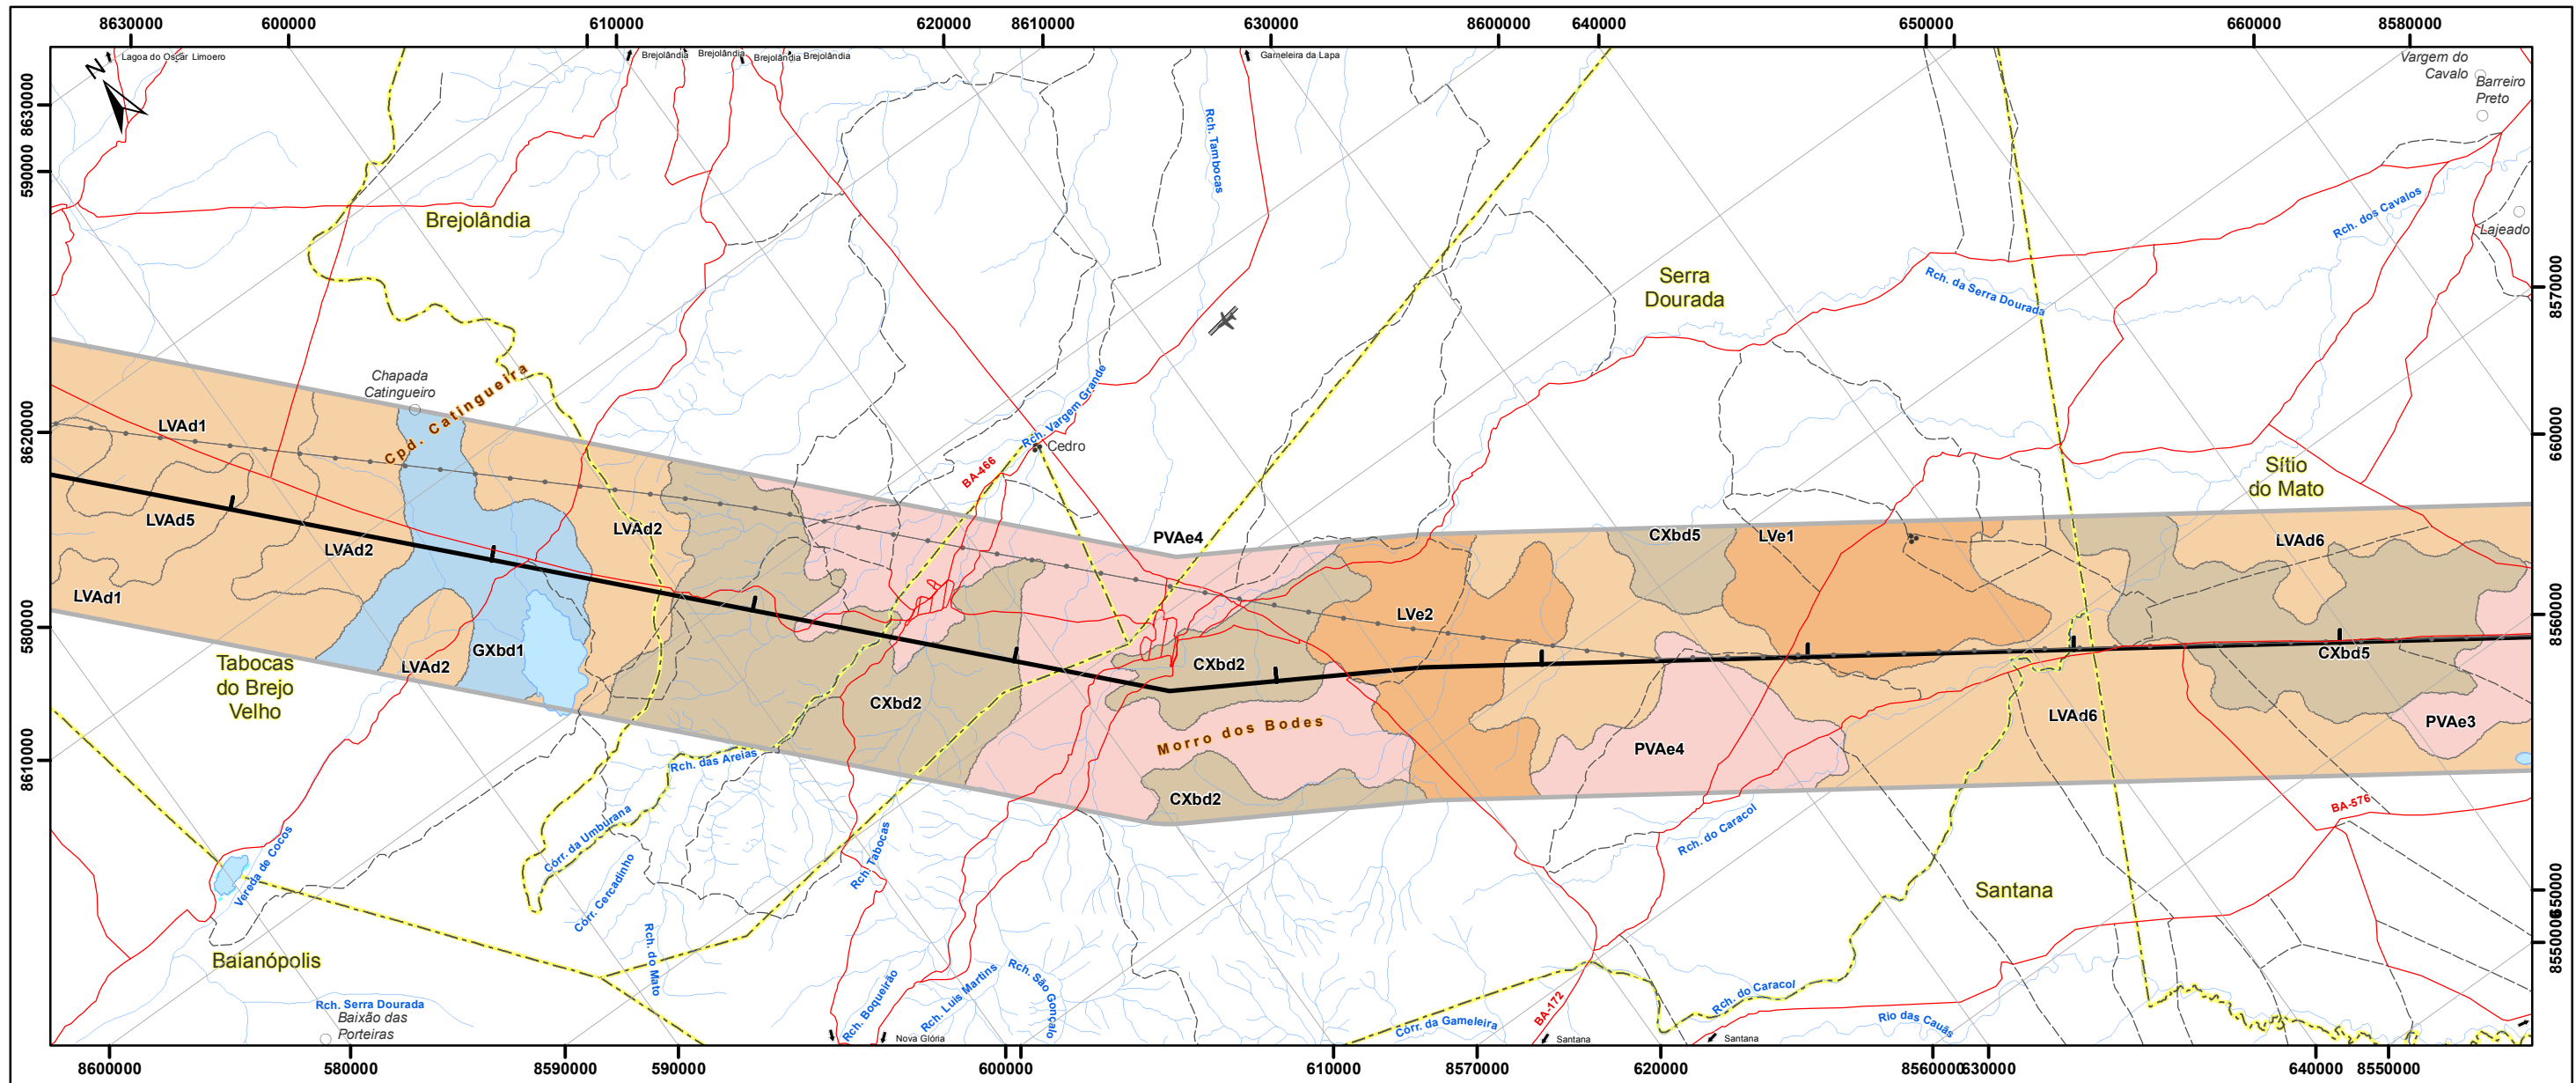 8630000 600000 610000 620000 8610000 630000 8600000 640000 650000 660000 8580000
Lagoa do Oscar Limoero
Brejolândia
Brejolândia
Brejolândia
Brejolândia
Gameleira da Lapa
Vargem do
Cavalo
Barreiro
Preto
N
8630000
590000
8620000
580000
8610000
Rch. Tambocas
Brejolândia
Rch. dos Cavalos
Lajeado
Serra
Dourada
Rch. da Serra Dourada
8570000
660000
8560000
650000
8550000
Chapada
Catingueiro
Cpd. Catingueira
Rch. Vargem Grande
Cedro
BA-466
LVAd1
LVAd5
LVAd2
LVAd1
LVAd2
GXbd1
LVAd2
PVAe4
CXbd5
LVe1
Sítio
do Mato
LVAd6
LVe2
CXbd2
CXbd2
CXbd5
Tabocas
do Brejo
Velho
Morro dos Bodes
PVAe4
LVAd6
PVAe3
CXbd2
Rch. das Areias
BA-576
Rch. do Caracol
Córr. da Umburana
Córr. Cercadinho
Rch. Tabocas
Vereda de Cocos
Santana
Rch. do Mato
Baianópolis
Rch. Serra Dourada
Baixão das
Porteiras
Rch. Boqueirão
Rch. Luis Martins
Rch. São Gonçalo
Nova Glória
Córr. da Gameleira
BA-172
Santana
Rch. do Caracol
Santana
Rio das Cauãs
8600000 580000 8590000 590000 600000 610000 8570000 620000 8560000 630000 640000 8550000